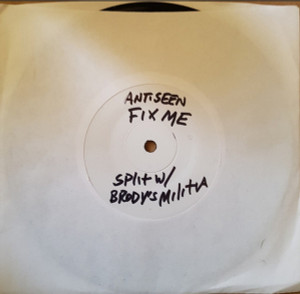 ANTiSEEN
FIX ME
Split w/
BRODY'S MilitiA